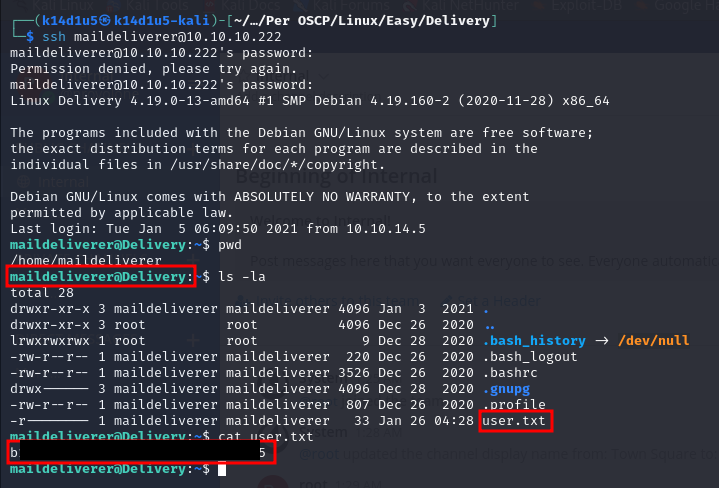 ┌──(k14d1u5㉿k14d1u5-kali)-[~/…/Per OSCP/Linux/Easy/Delivery]
└─$ ssh maildeliverer@10.10.10.222
maildeliverer@10.10.10.222's password:
Permission denied, please try again.
maildeliverer@10.10.10.222's password:
Linux Delivery 4.19.0-13-amd64 #1 SMP Debian 4.19.160-2 (2020-11-28) x86_64

The programs included with the Debian GNU/Linux system are free software;
the exact distribution terms for each program are described in the
individual files in /usr/share/doc/*/copyright.

Debian GNU/Linux comes with ABSOLUTELY NO WARRANTY, to the extent
permitted by applicable law.
Last login: Tue Jan  5 06:09:50 2021 from 10.10.14.5
maildeliverer@Delivery:~$ pwd
/home/maildeliverer
maildeliverer@Delivery:~$ ls -la
total 28
drwxr-xr-x 3 maildeliverer maildeliverer 4096 Jan  3  2021 .
drwxr-xr-x 3 root          root          4096 Dec 26  2020 ..
lrwxrwxrwx 1 root          root             9 Dec 28  2020 .bash_history → /dev/null
-rw-r--r-- 1 maildeliverer maildeliverer  220 Dec 26  2020 .bash_logout
-rw-r--r-- 1 maildeliverer maildeliverer 3526 Dec 26  2020 .bashrc
drwx------ 3 maildeliverer maildeliverer 4096 Dec 28  2020 .gnupg
-rw-r--r-- 1 maildeliverer maildeliverer  807 Dec 26  2020 .profile
-r-------- 1 maildeliverer maildeliverer   33 Jan 26 04:28 user.txt
maildeliverer@Delivery:~$ cat user.txt
b 5
maildeliverer@Delivery:~$